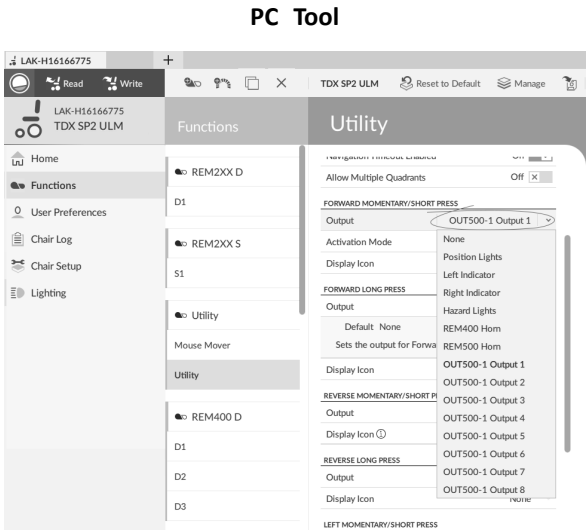 PC Tool
LAK-H16166775
+
Read
Write
TDX SP2 ULM
Reset to Default
Manage
LAK-H16166775
TDX SP2 ULM
Home
Functions
User Preferences
Chair Log
Chair Setup
Lighting
Functions
REM2XX D
D1
REM2XX S
S1
Utility
Mouse Mover
Utility
REM400 D
D1
D2
D3
Utility
Navigation Timeout Enabled
Off
Allow Multiple Quadrants
Off
FORWARD MOMENTARY/SHORT PRESS
Output
OUT500-1 Output 1
Activation Mode
Display Icon
FORWARD LONG PRESS
Output
Default None
Sets the output for Forwa
Display Icon
REVERSE MOMENTARY/SHORT P
Output
Display Icon
REVERSE LONG PRESS
Output
Display Icon
None
LEFT MOMENTARY/SHORT PRESS
None
Position Lights
Left Indicator
Right Indicator
Hazard Lights
REM400 Horn
REM500 Horn
OUT500-1 Output 1
OUT500-1 Output 2
OUT500-1 Output 3
OUT500-1 Output 4
OUT500-1 Output 5
OUT500-1 Output 6
OUT500-1 Output 7
OUT500-1 Output 8